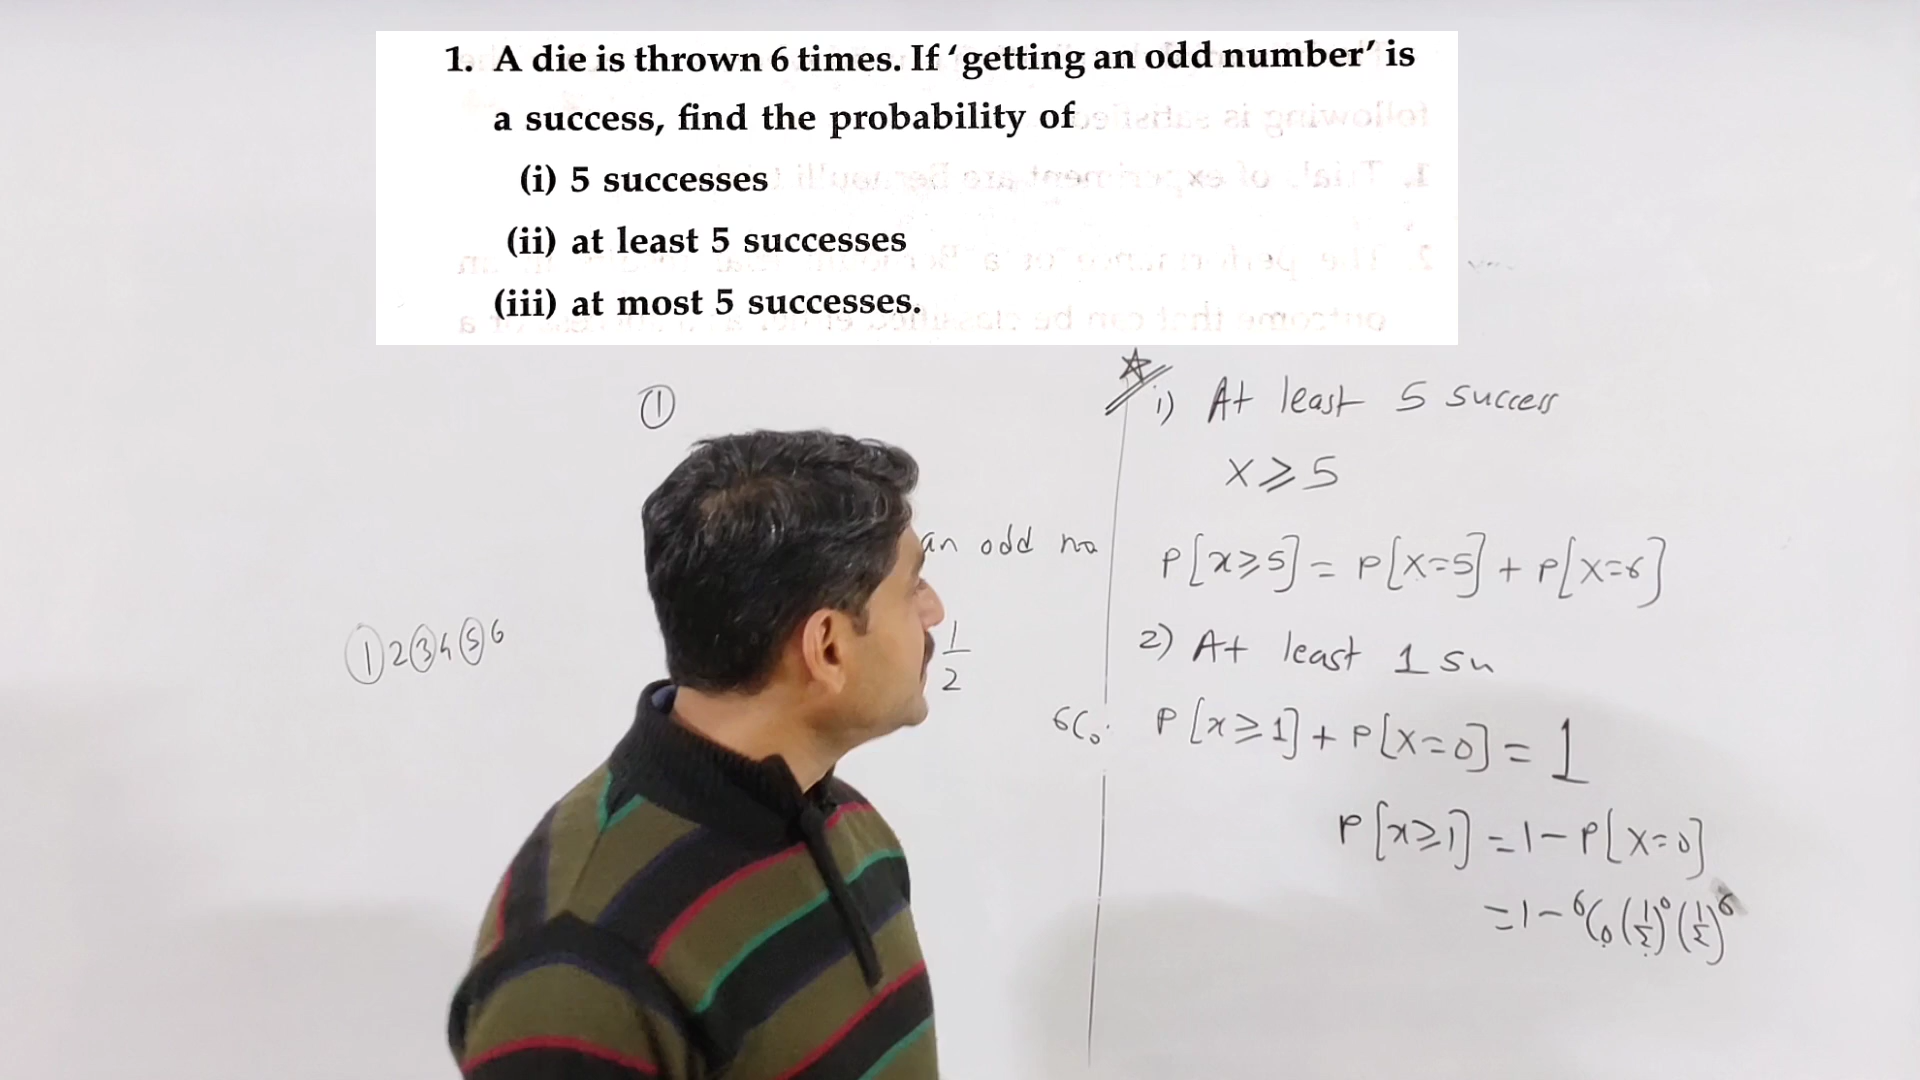 1. A die is thrown 6 times. If ‘getting an odd number’ is
a success, find the probability of
(i) 5 successes
(ii) at least 5 successes
(iii) at most 5 successes.
①
an odd no
①2③4⑤6
1/2
6C₀
i) At least 5 success
X ≥ 5
P[x≥5] = P[X=5] + P[X=6]
2) At least 1 su
P[x≥1] + P[X=0] = 1
P[x≥1] = 1 - P[X=0]
= 1 - ⁶C₀ (1/2)⁰ (1/2)⁶